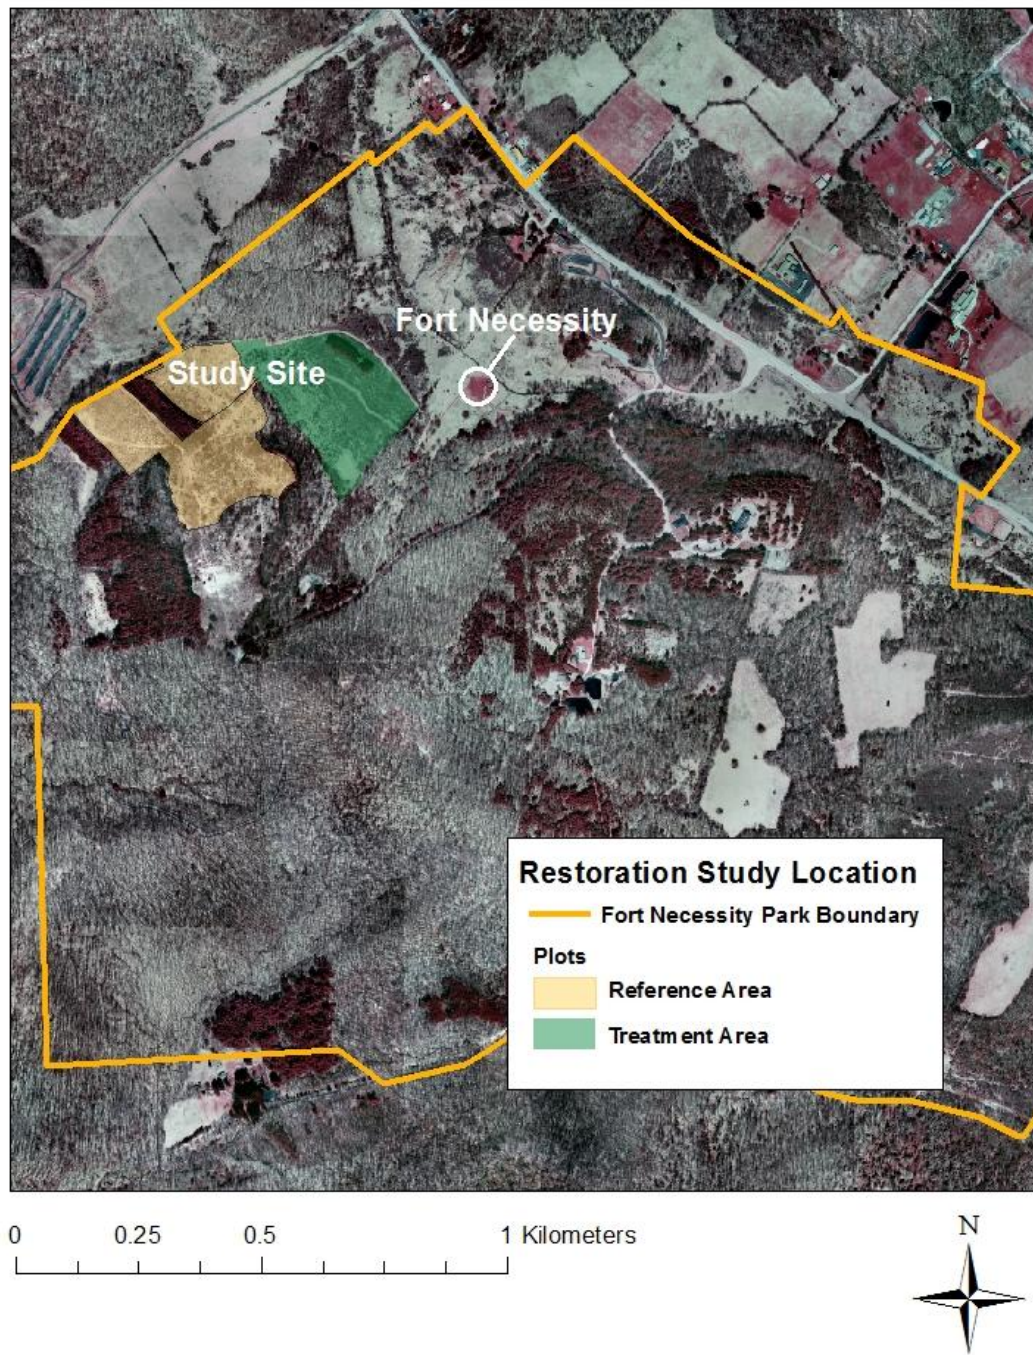 Fort Necessity
Study Site
Restoration Study Location
Fort Necessity Park Boundary
Plots
Reference Area
Treatment Area
0 0.25 0.5 1 Kilometers
N